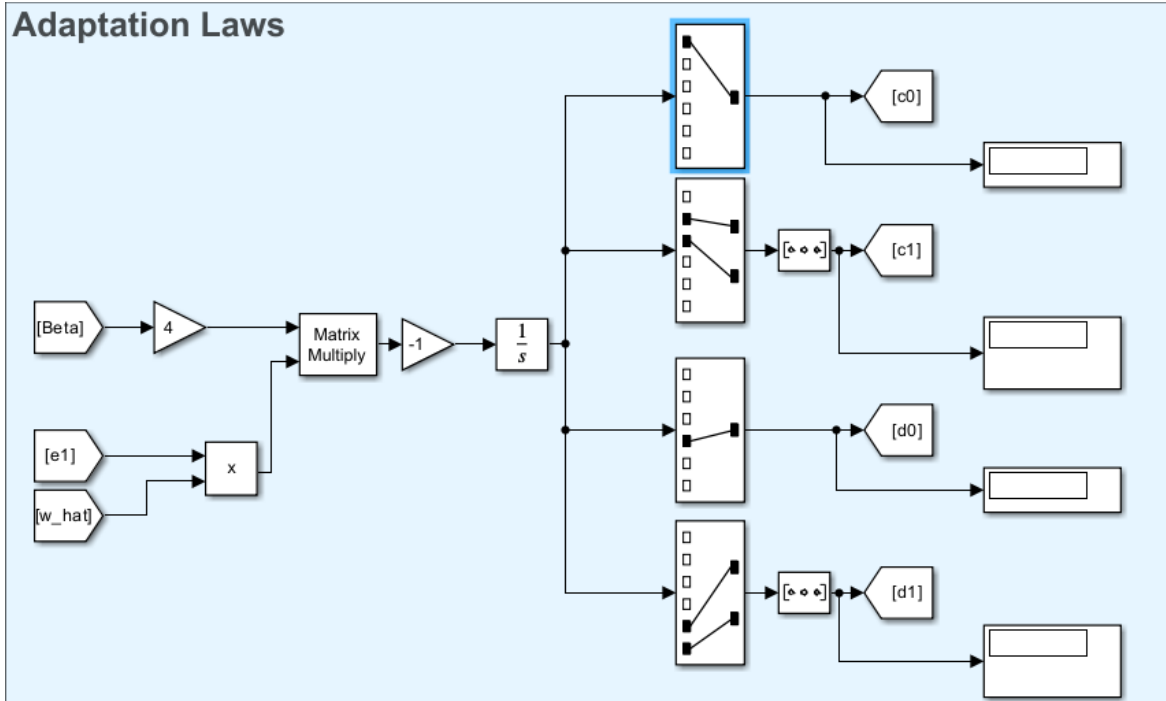 Adaptation Laws
[c0]
[c1]
[Beta]
4
Matrix
Multiply
-1
1
s
[e1]
x
[w_hat]
[d0]
[d1]